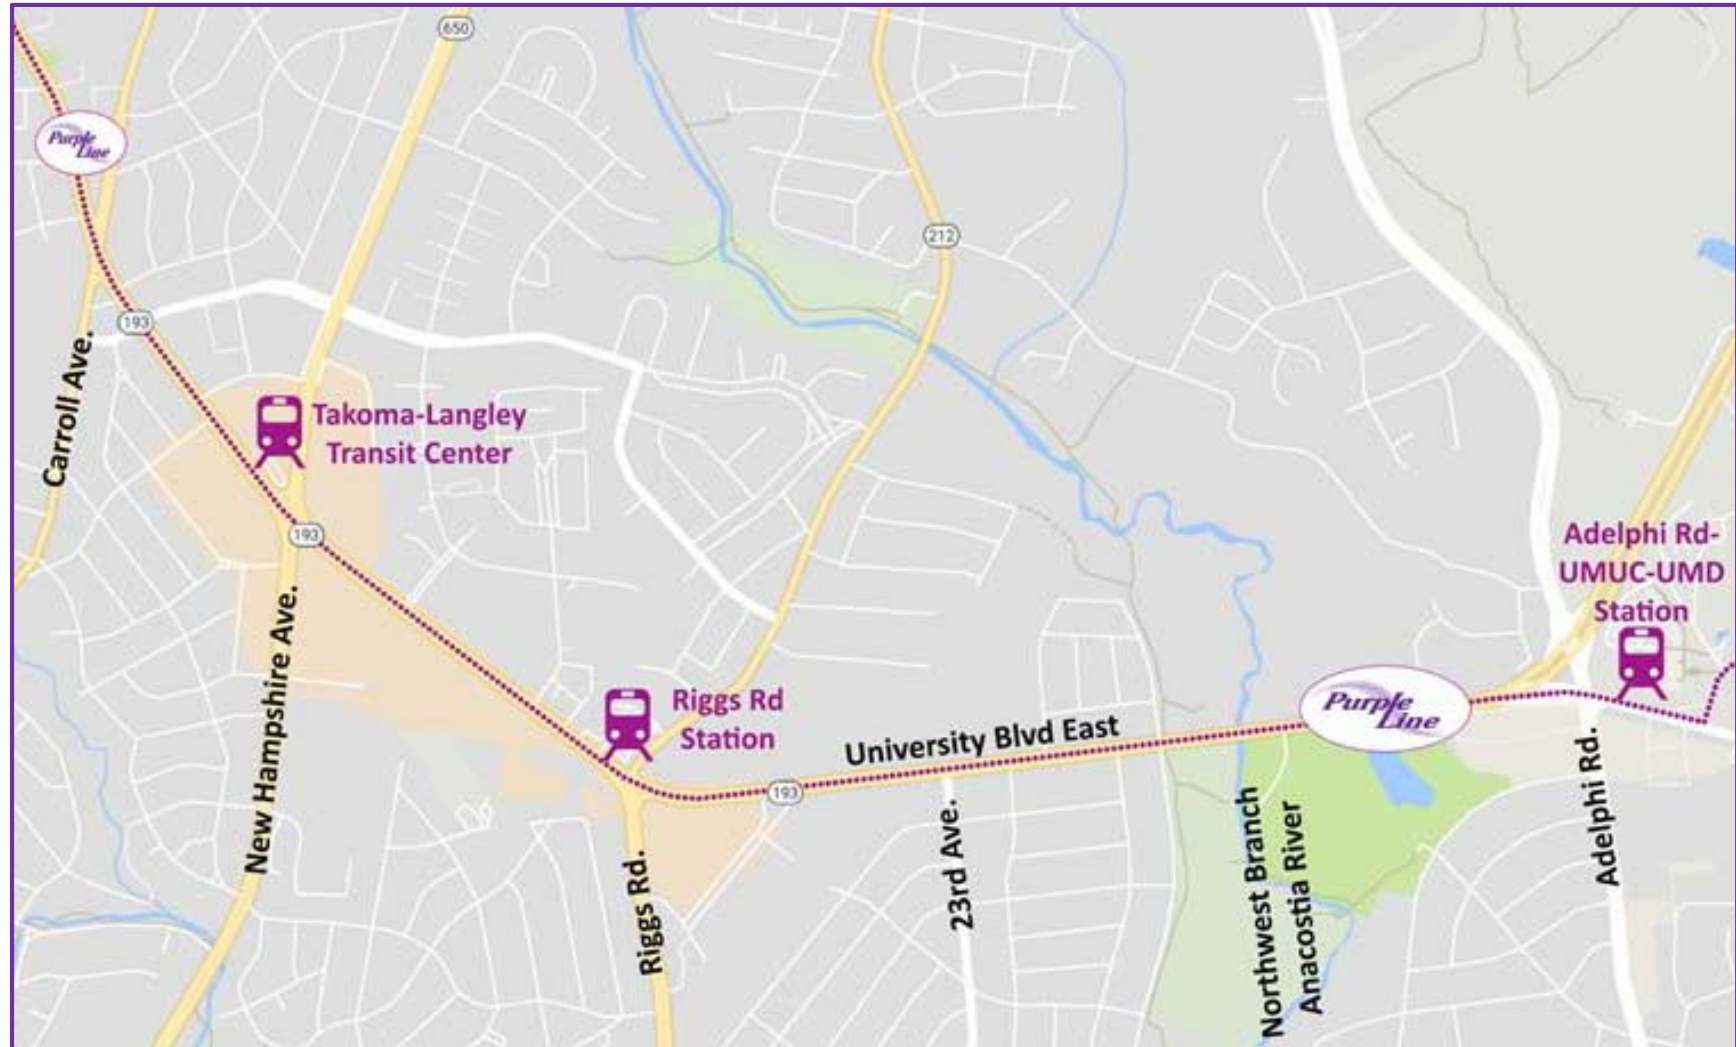 650
Purple
Line
212
193
Carroll Ave.
Takoma-Langley
Transit Center
193
New Hampshire Ave.
Adelphi Rd-
UMUC-UMD
Station
Riggs Rd
Station
University Blvd East
Purple
Line
193
Riggs Rd.
23rd Ave.
Northwest Branch
Anacostia River
Adelphi Rd.